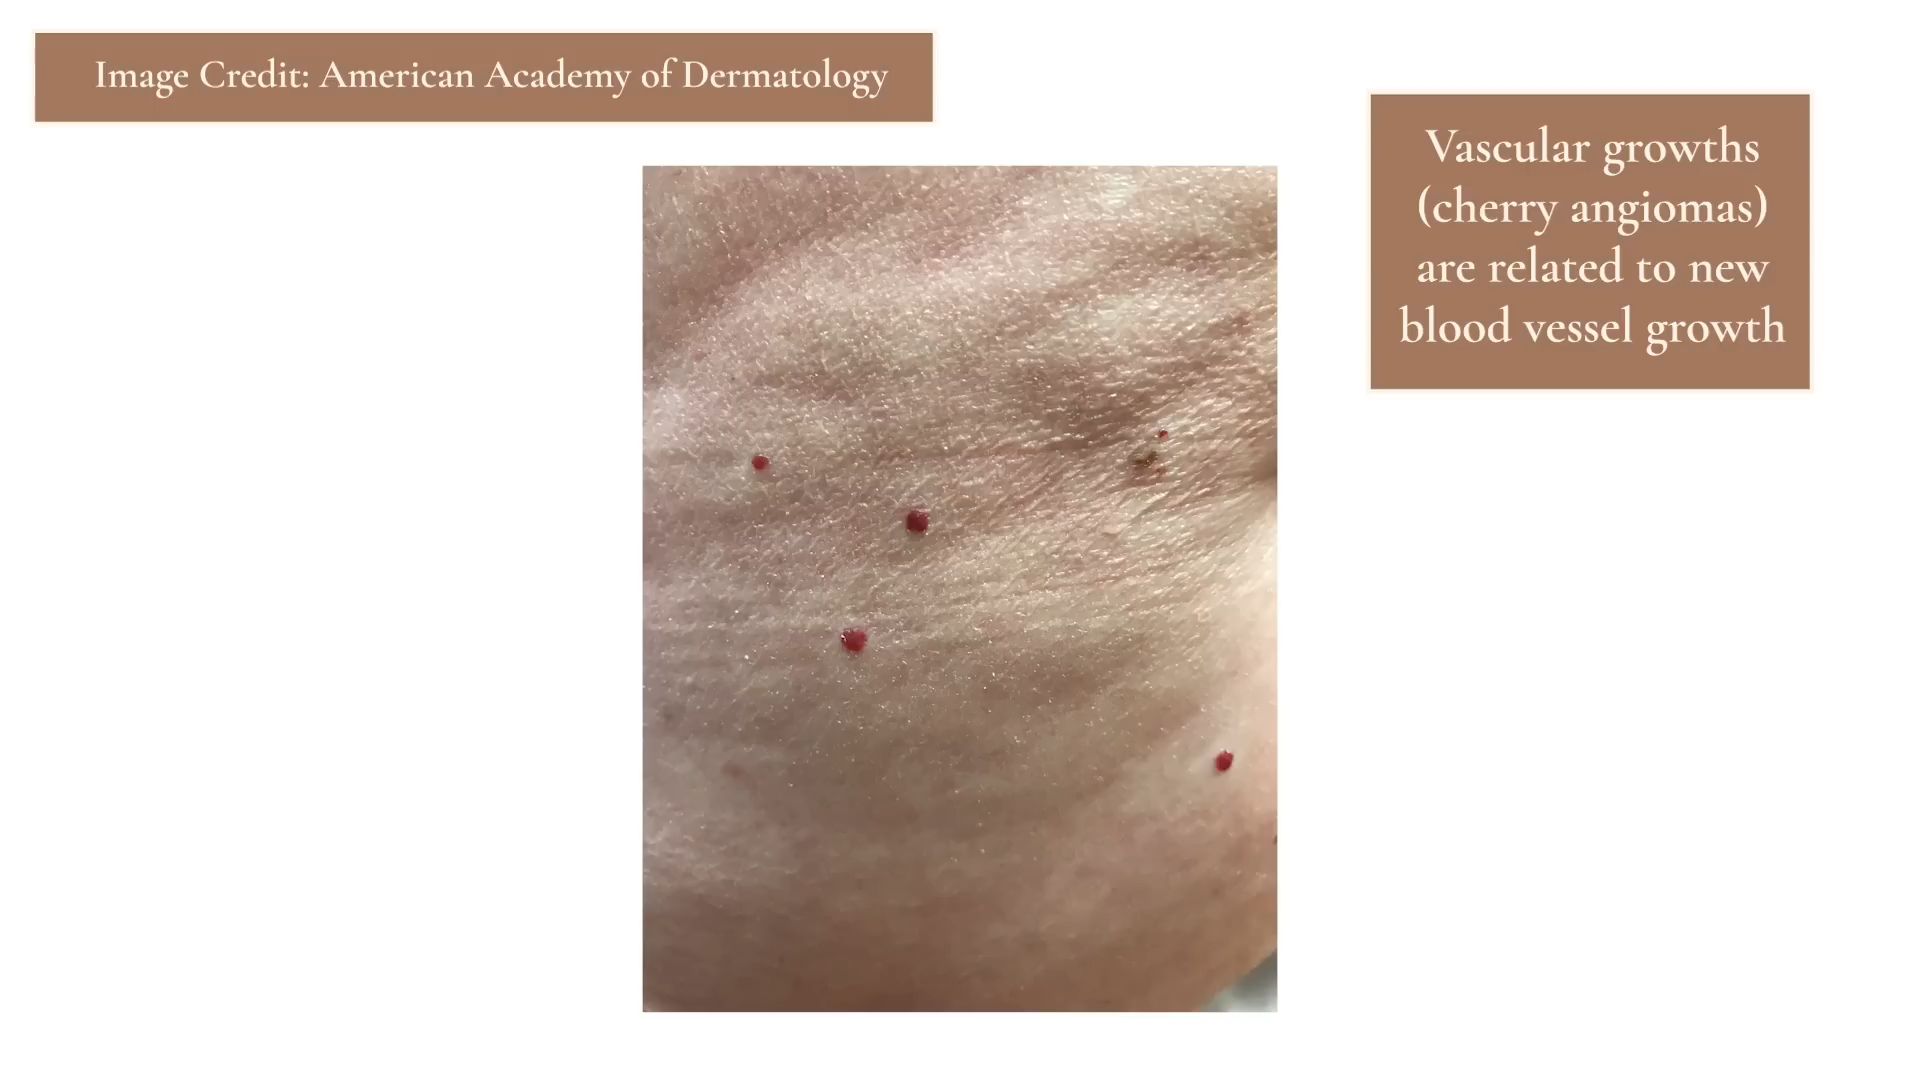 Image Credit: American Academy of Dermatology
Vascular growths
(cherry angiomas)
are related to new
blood vessel growth